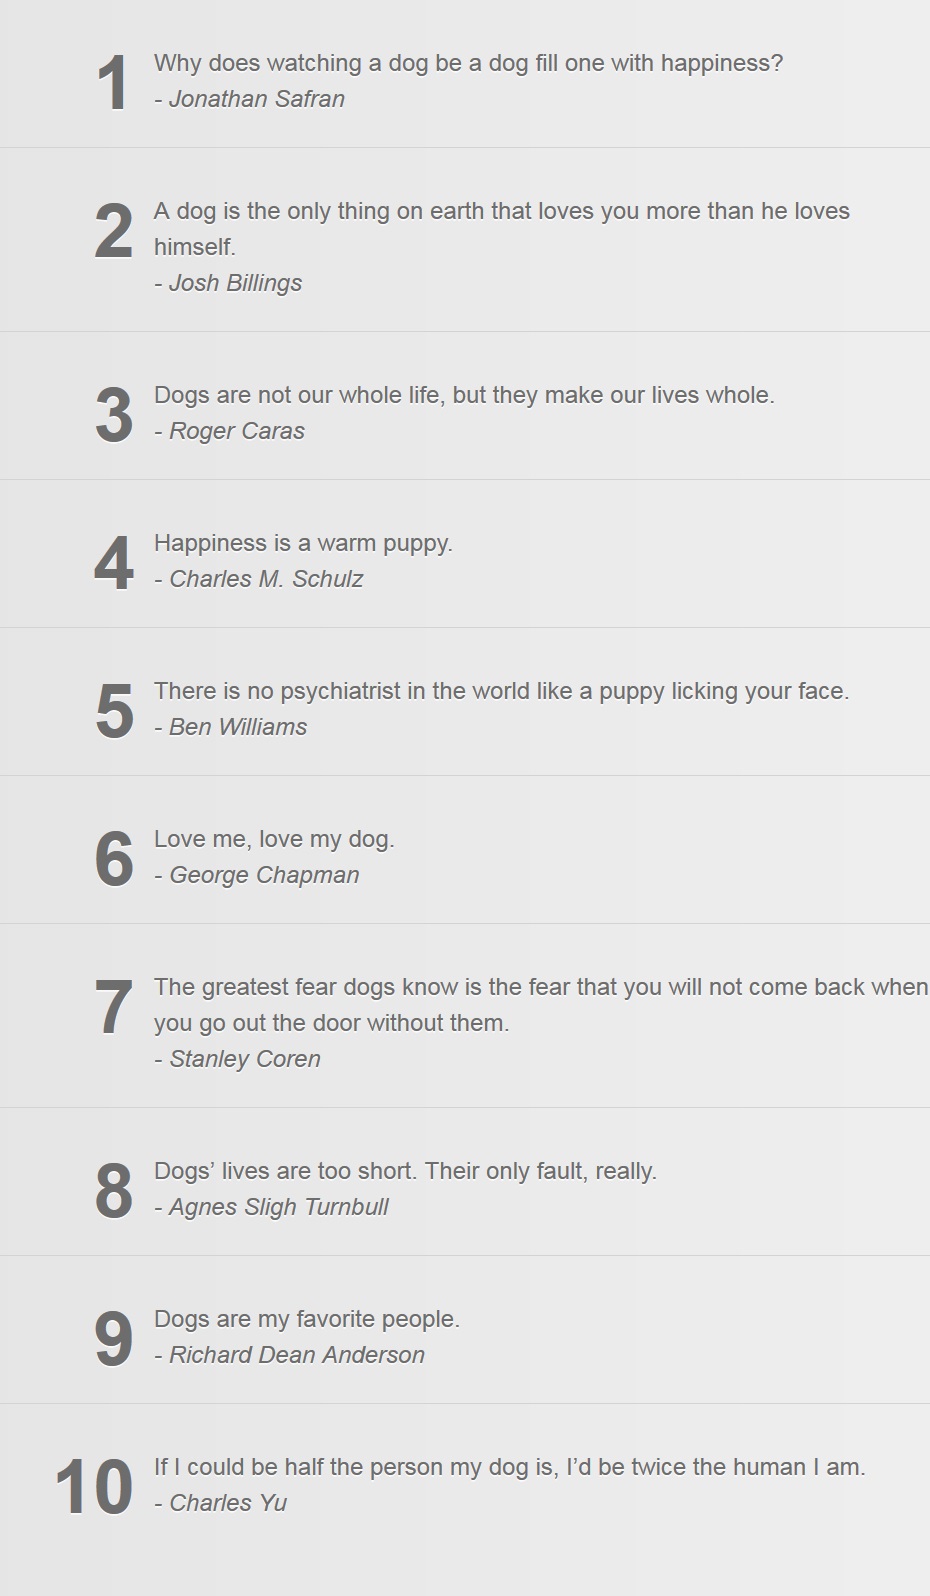 1
Why does watching a dog be a dog fill one with happiness?
- Jonathan Safran
2
A dog is the only thing on earth that loves you more than he loves
himself.
- Josh Billings
3
Dogs are not our whole life, but they make our lives whole.
- Roger Caras
4
Happiness is a warm puppy.
- Charles M. Schulz
5
There is no psychiatrist in the world like a puppy licking your face.
- Ben Williams
6
Love me, love my dog.
- George Chapman
7
The greatest fear dogs know is the fear that you will not come back when
you go out the door without them.
- Stanley Coren
8
Dogs’ lives are too short. Their only fault, really.
- Agnes Sligh Turnbull
9
Dogs are my favorite people.
- Richard Dean Anderson
10
If I could be half the person my dog is, I’d be twice the human I am.
- Charles Yu